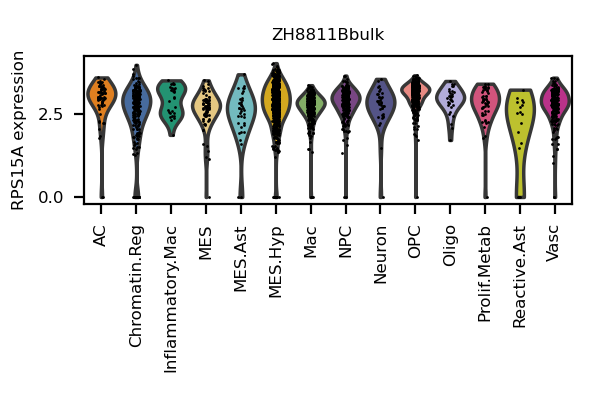 ZH8811Bbulk
RPS15A expression
2.5
0.0
AC
Chromatin.Reg
Inflammatory.Mac
MES
MES.Ast
MES.Hyp
Mac
NPC
Neuron
OPC
Oligo
Prolif.Metab
Reactive.Ast
Vasc